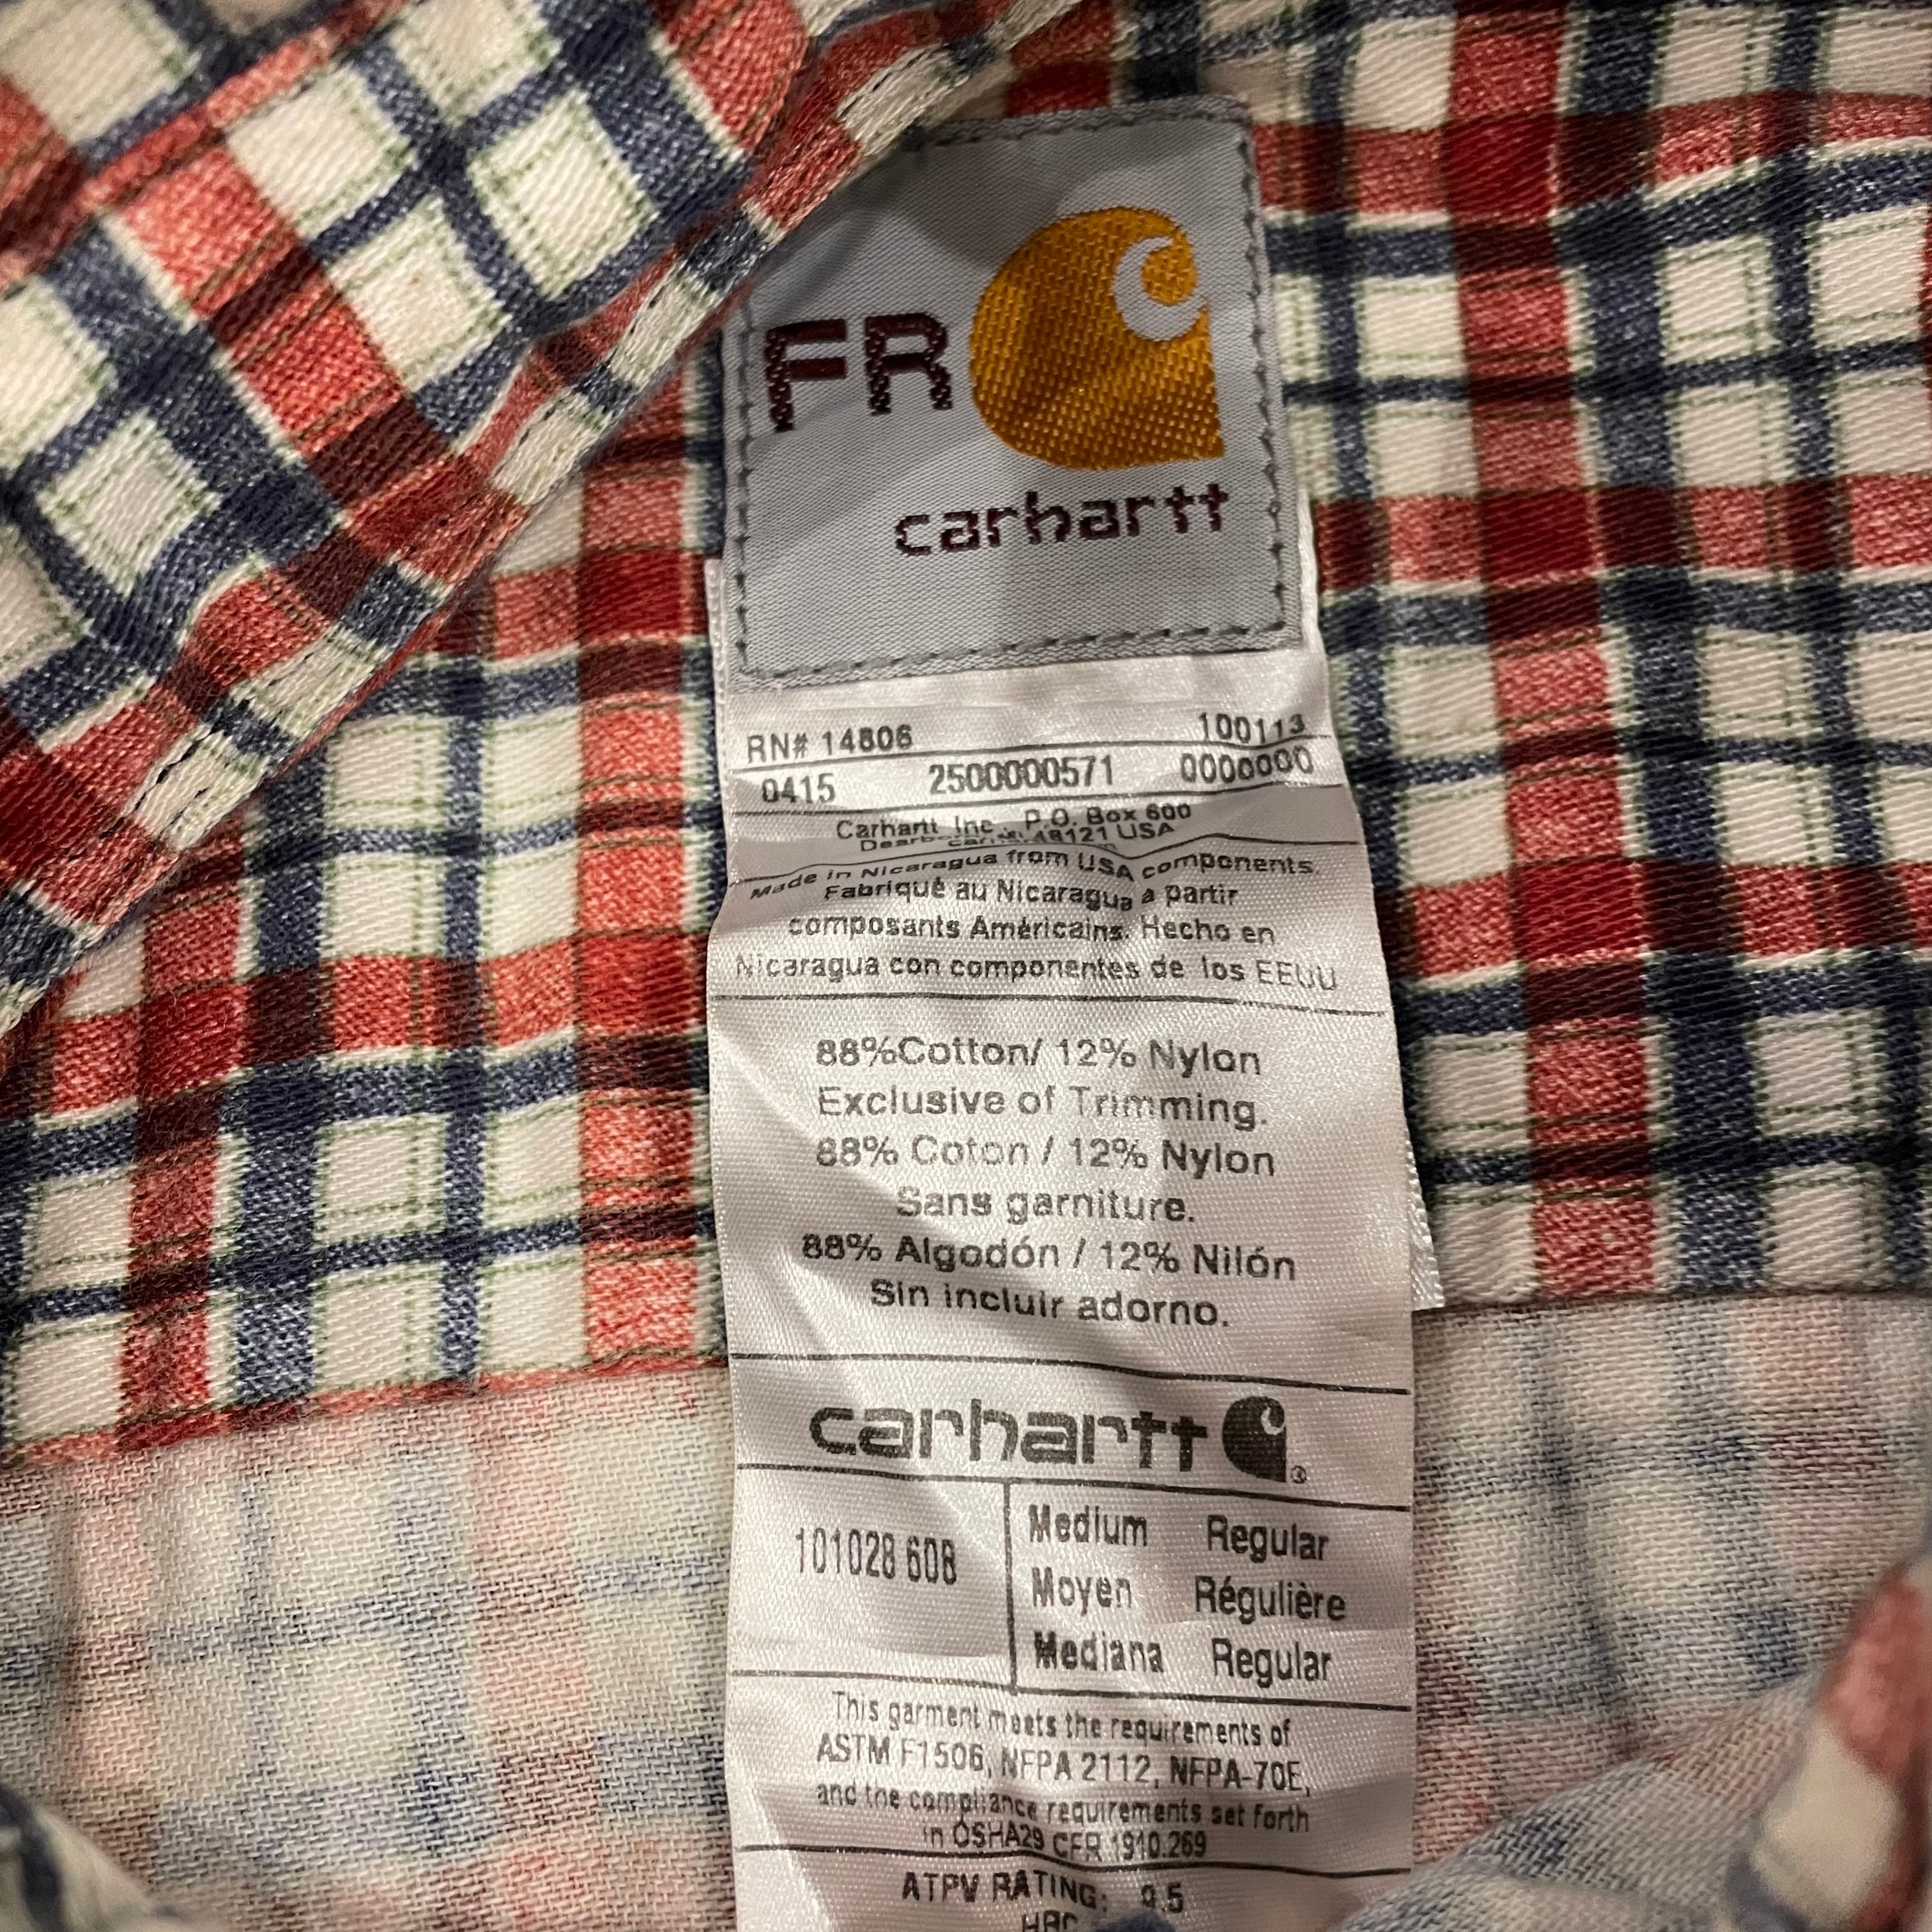 FR
carhartt
RN# 14806 100113
0415 2500000571 0000000
Carhartt, Inc., P.O. Box 600
48121 USA
Made in Nicaragua from USA components.
Fabriqué au Nicaragua à partir
composants Américains. Hecho en
Nicaragua con componentes de los EEUU
88%Cotton/ 12% Nylon
Exclusive of Trimming.
88% Coton / 12% Nylon
Sans garniture.
88% Algodón / 12% Nilón
Sin incluir adorno.
carhartt ®
101028 608
Medium Regular
Moyen Régulière
Mediana Regular
This garment meets the requirements of
ASTM F1506, NFPA 2112, NFPA-70E,
and the compliance requirements set forth
in OSHA29 CFR 1910.269
ATPV RATING: 9.5
HRC